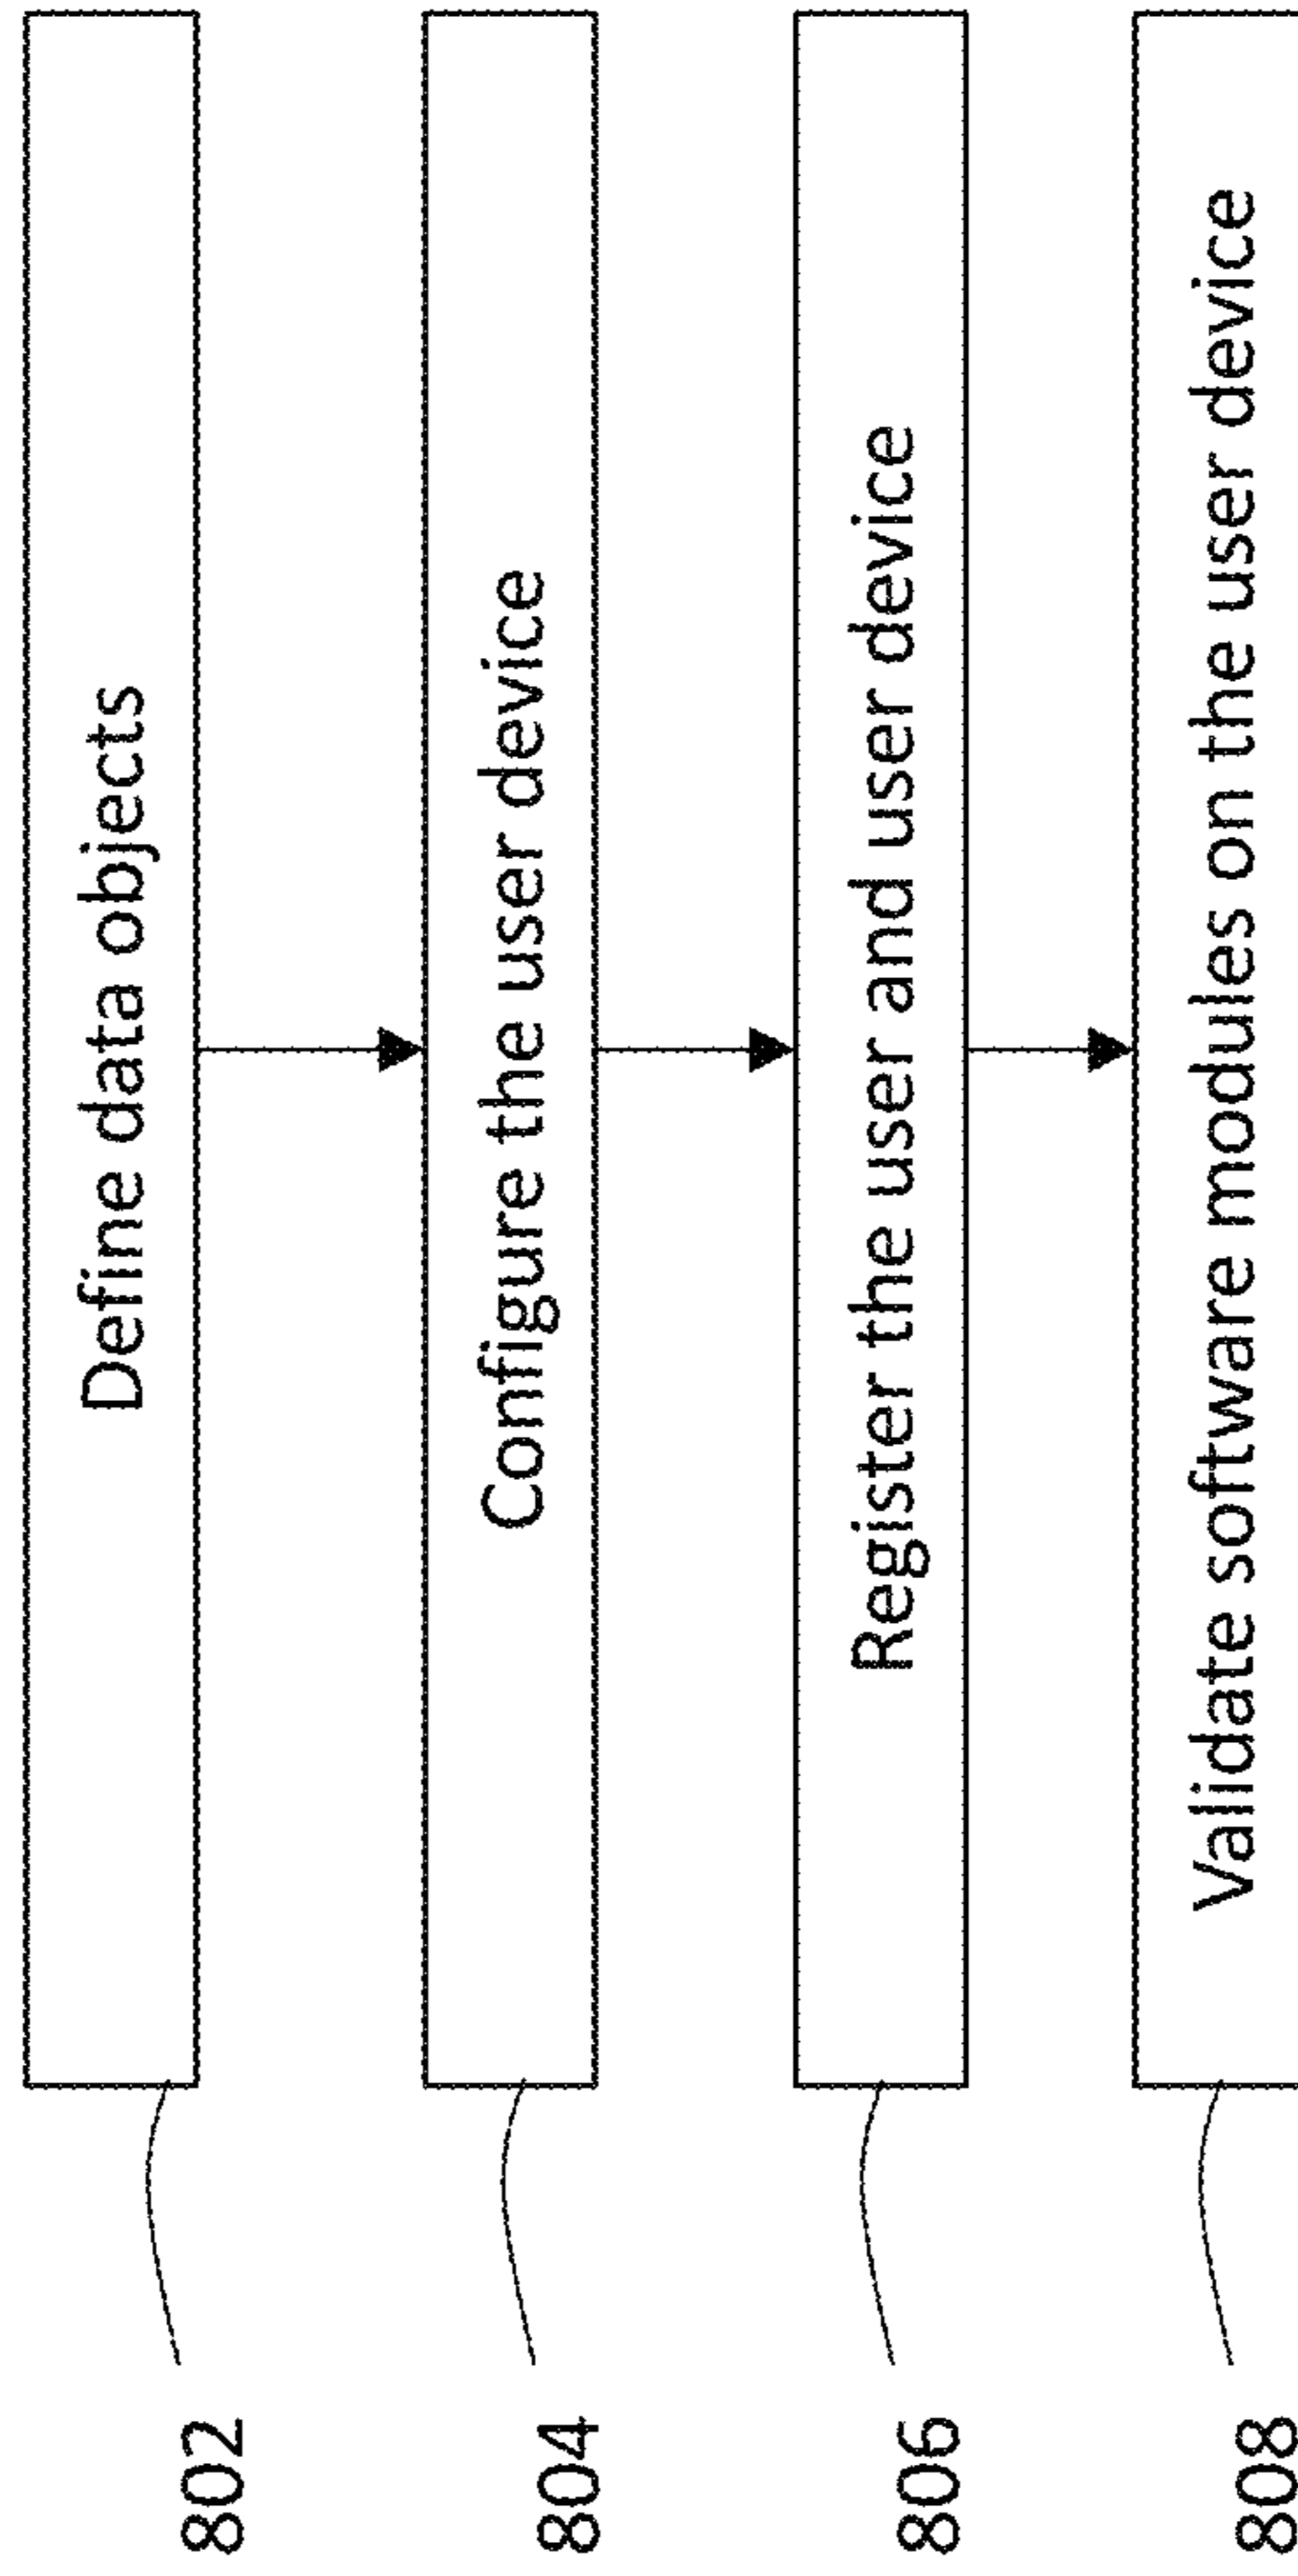 802
Define data objects
804
Configure the user device
806
Register the user and user device
808
Validate software modules on the user device